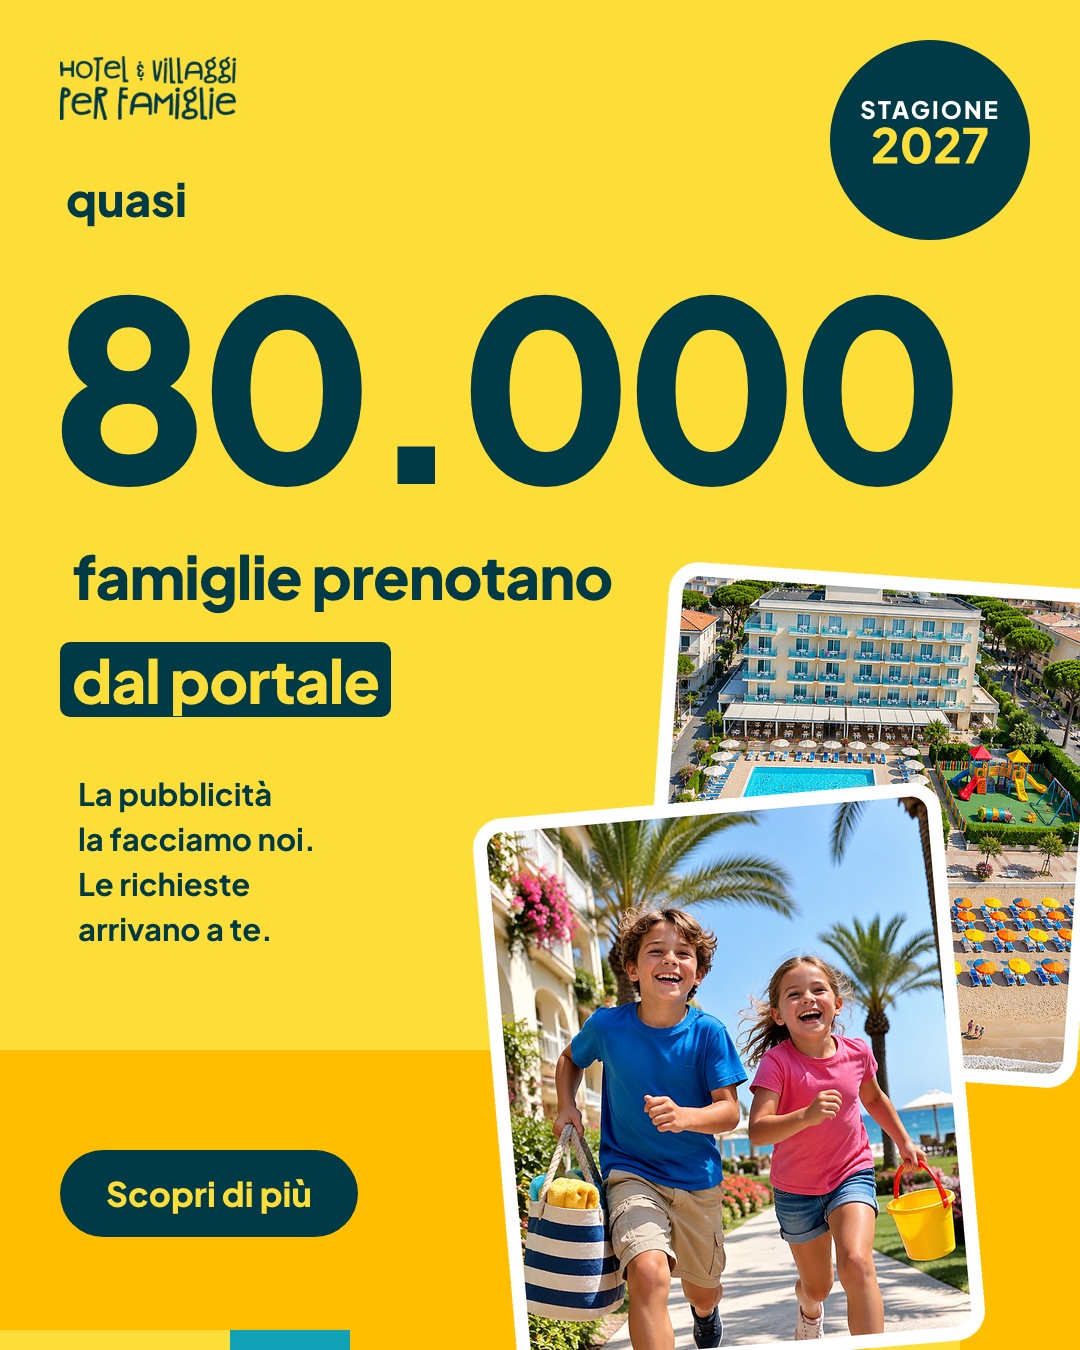 HOTEL & VILLAGGI
PER FAMIGLIE
STAGIONE
2027
quasi
80.000
famiglie prenotano
dal portale
La pubblicità
la facciamo noi.
Le richieste
arrivano a te.
Scopri di più